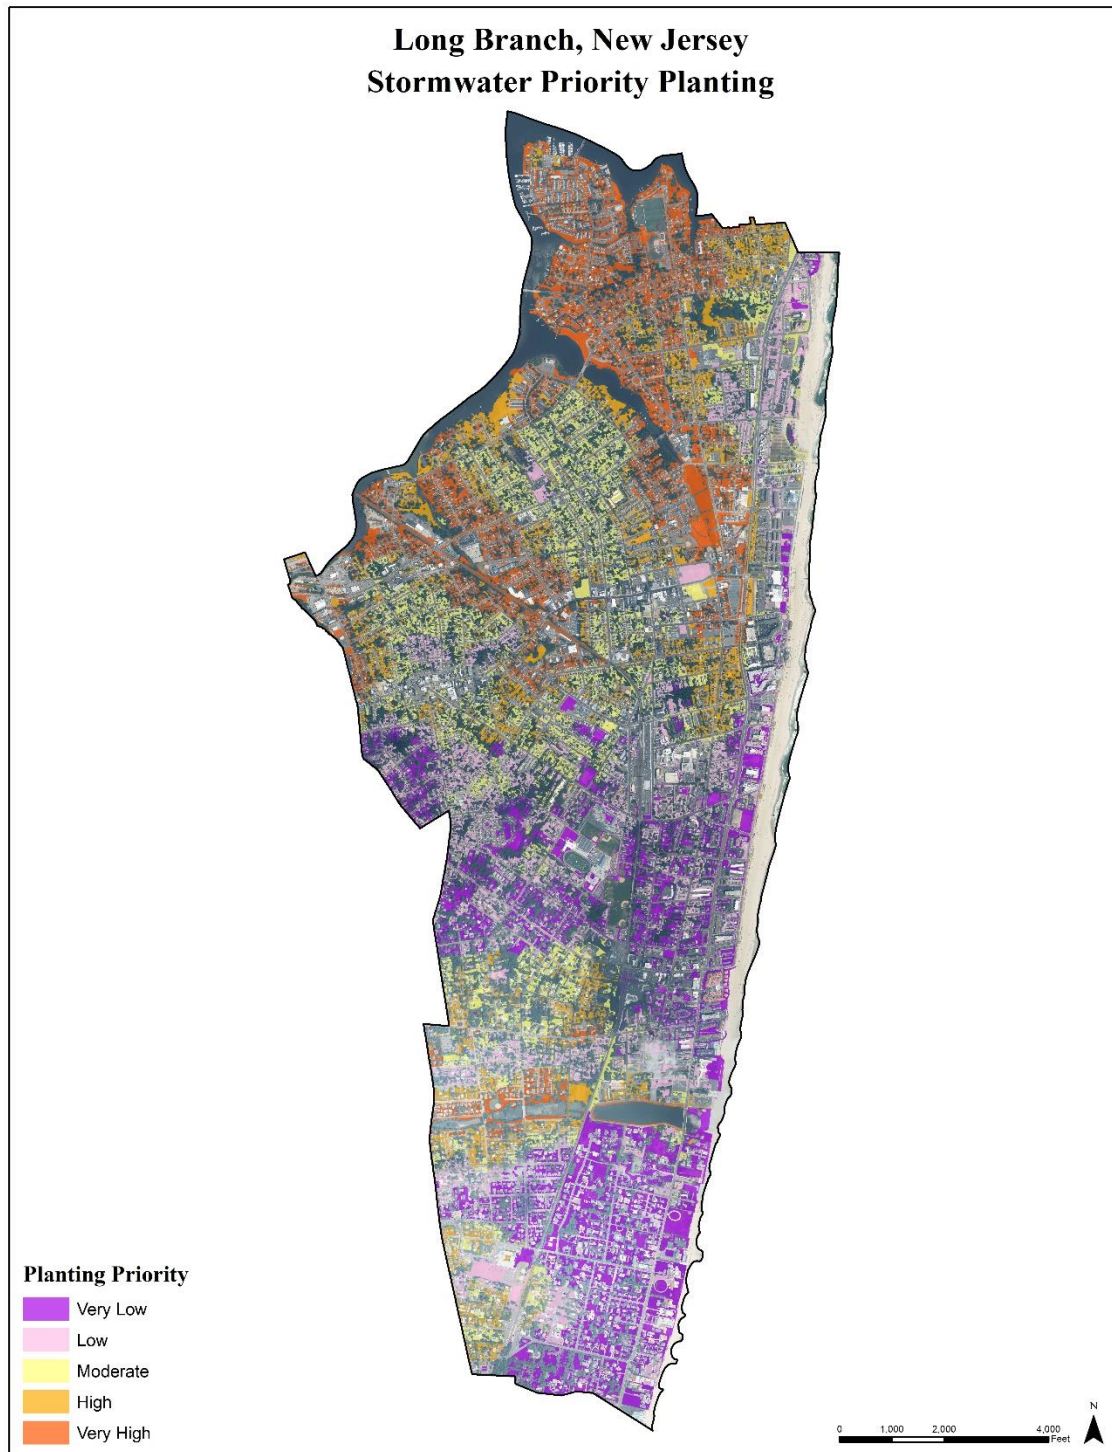 Long Branch, New Jersey
Stormwater Priority Planting
Planting Priority
Very Low
Low
Moderate
High
Very High
N
0 1,000 2,000 4,000
Feet